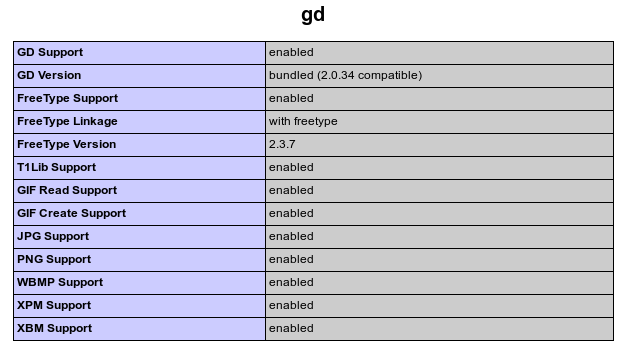 gd
GD Support enabled
GD Version bundled (2.0.34 compatible)
FreeType Support enabled
FreeType Linkage with freetype
FreeType Version 2.3.7
T1Lib Support enabled
GIF Read Support enabled
GIF Create Support enabled
JPG Support enabled
PNG Support enabled
WBMP Support enabled
XPM Support enabled
XBM Support enabled